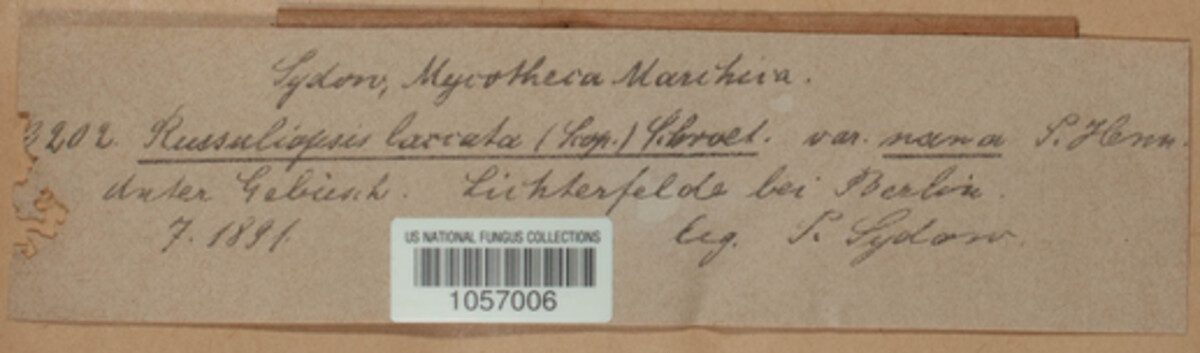 Sydow, Mycotheca Marchica.
3202. Russuliopsis laccata (Scop.) Schroet. var. nana P. Henn.
Unter Gebüsch. Lichterfelde bei Berlin.
7. 1891. leg. P. Sydow.
US NATIONAL FUNGUS COLLECTIONS
1057006